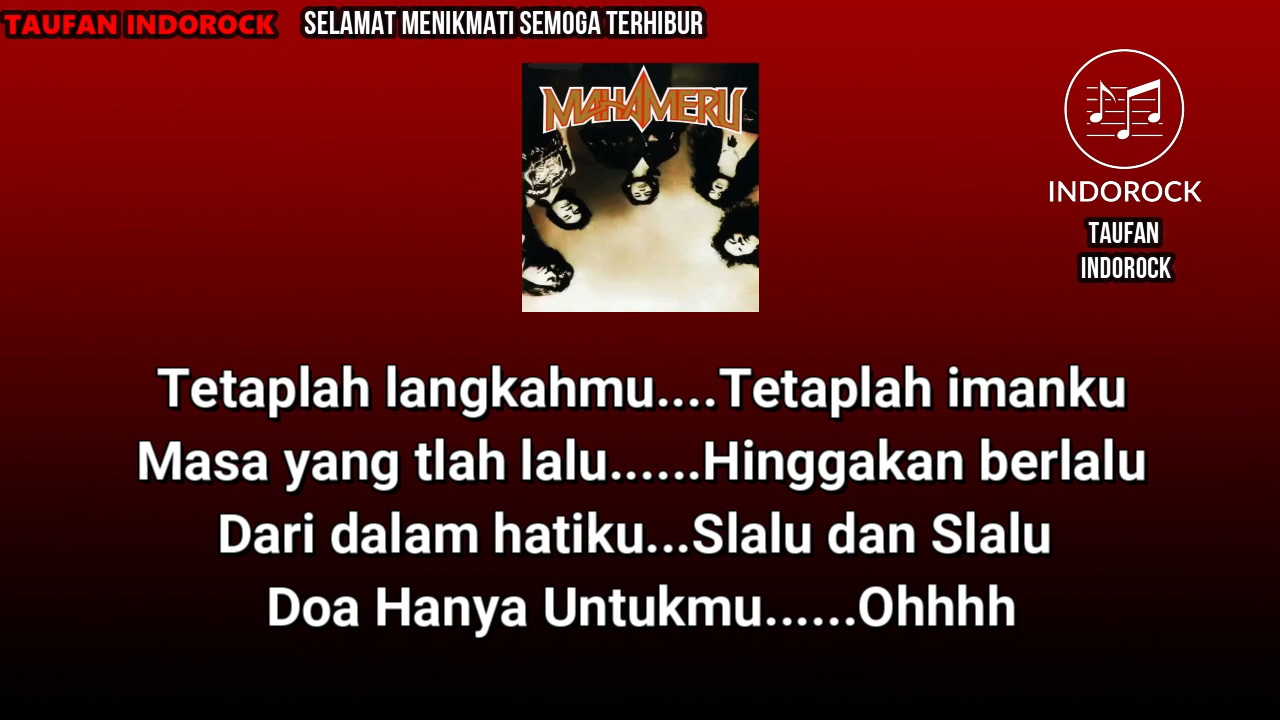 TAUFAN INDOROCK SELAMAT MENIKMATI SEMOGA TERHIBUR
MAHAMERU
INDOROCK
TAUFAN
INDOROCK
Tetaplah langkahmu....Tetaplah imanku
Masa yang tlah lalu......Hinggakan berlalu
Dari dalam hatiku...Slalu dan Slalu
Doa Hanya Untukmu......Ohhhh